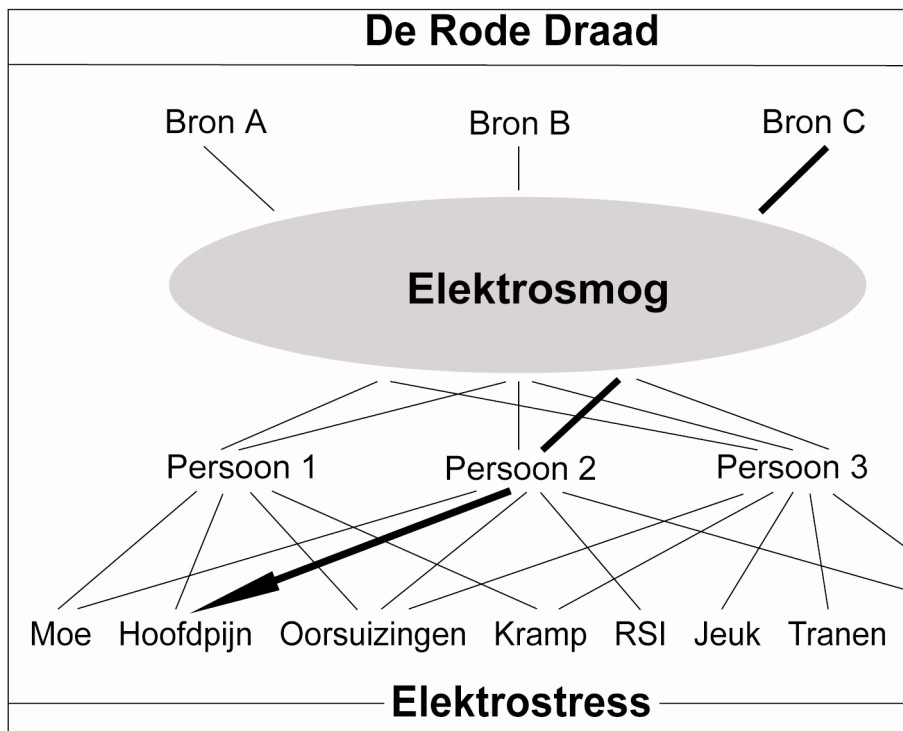 De Rode Draad
Bron A Bron B Bron C
Elektrosmog
Persoon 1 Persoon 2 Persoon 3
Moe Hoofdpijn Oorsuizingen Kramp RSI Jeuk Tranen
Elektrostress